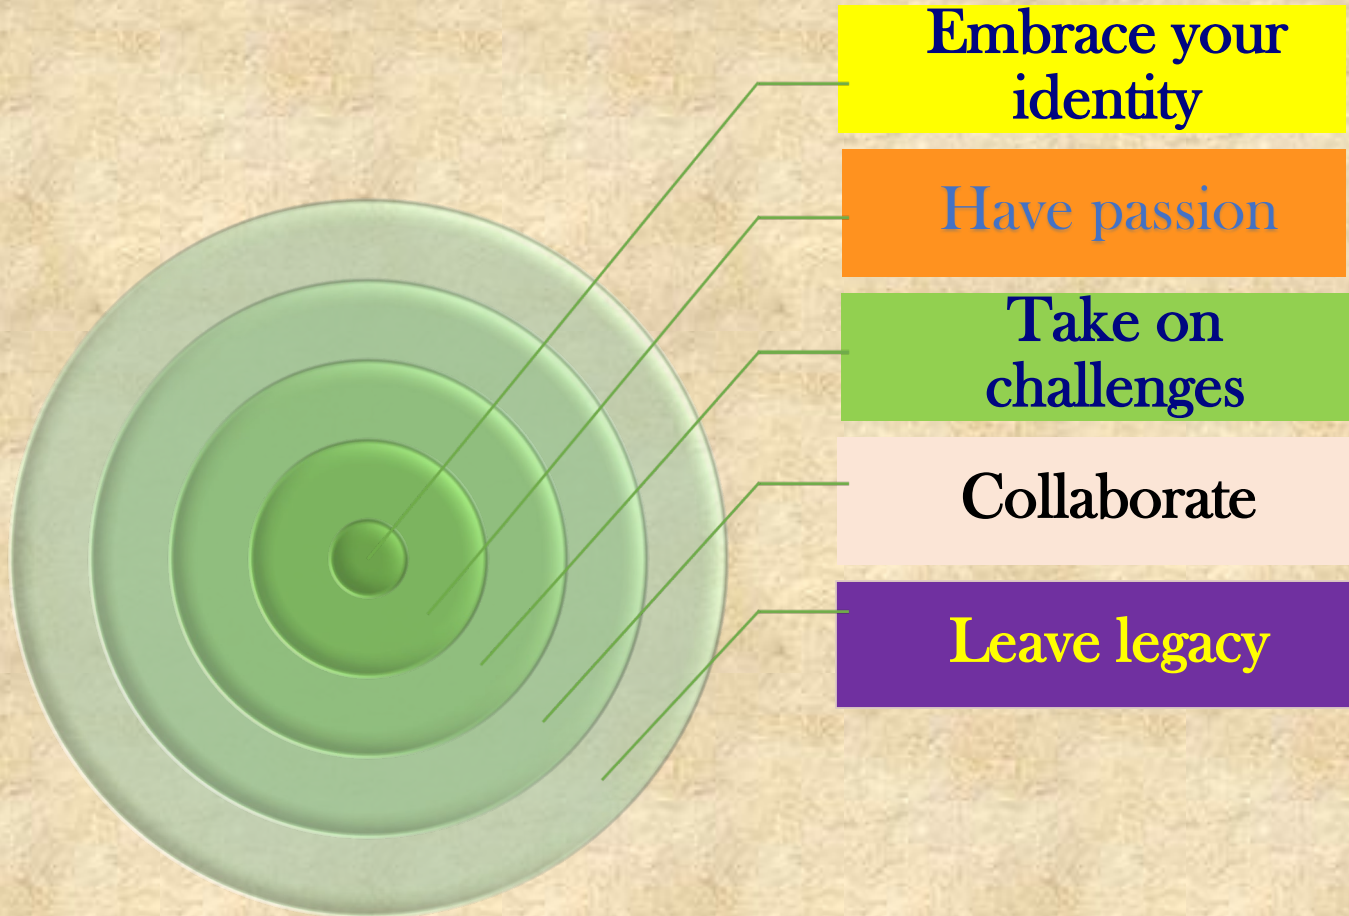 Embrace your
identity
Have passion
Take on
challenges
Collaborate
Leave legacy